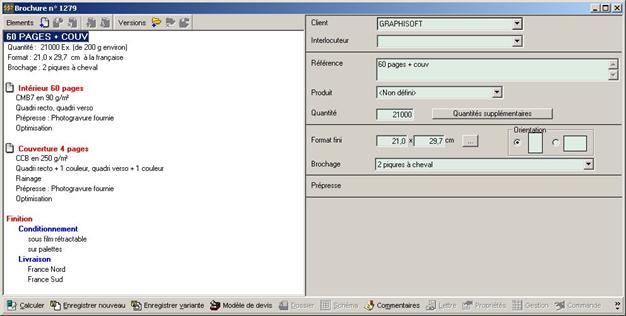 Brochure n° 1279
Elements
Versions
60 PAGES + COUV
Quantité : 21000 Ex. (de 200 g environ)
Format : 21,0 x 29,7 cm à la française
Brochage : 2 piqures à cheval
Intérieur 60 pages
CMB7 en 90 g/m²
Quadri recto, quadri verso
Prépresse : Photogravure fournie
Optimisation
Couverture 4 pages
CCB en 250 g/m²
Quadri recto + 1 couleur, quadri verso + 1 couleur
Rainage
Prépresse : Photogravure fournie
Optimisation
Finition
Conditionnement
sous film rétractable
sur palettes
Livraison
France Nord
France Sud
Client GRAPHISOFT
Interlocuteur
Référence 60 pages + couv
Produit <Non défini>
Quantité 21000 Quantités supplémentaires
Format fini 21,0 x 29,7 cm ... Orientation
Brochage 2 piqures à cheval
Prépresse
Calculer Enregistrer nouveau Enregistrer variante Modèle de devis Dossier Schéma Commentaires Lettre Propriétés Gestion Commande »